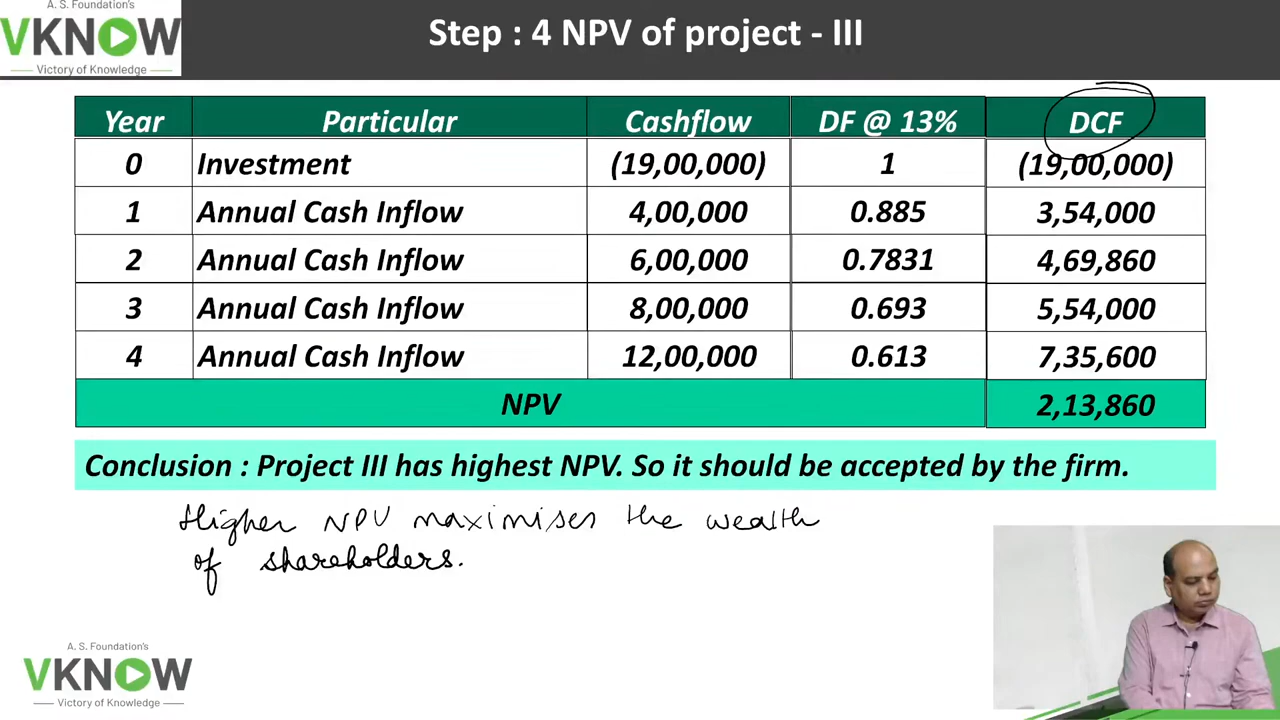 A. S. Foundation's
VKNOW
Victory of Knowledge
Step : 4 NPV of project - III
Year Particular Cashflow DF @ 13% DCF
0 Investment (19,00,000) 1 (19,00,000)
1 Annual Cash Inflow 4,00,000 0.885 3,54,000
2 Annual Cash Inflow 6,00,000 0.7831 4,69,860
3 Annual Cash Inflow 8,00,000 0.693 5,54,000
4 Annual Cash Inflow 12,00,000 0.613 7,35,600
NPV 2,13,860
Conclusion : Project III has highest NPV. So it should be accepted by the firm.
Higher NPV maximises the wealth
of shareholders.
A. S. Foundation's
VKNOW
Victory of Knowledge